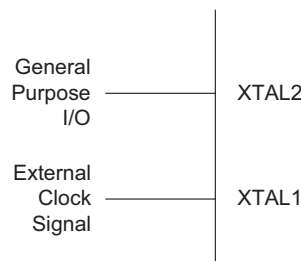 General
Purpose
I/O
XTAL2
External
Clock
Signal
XTAL1